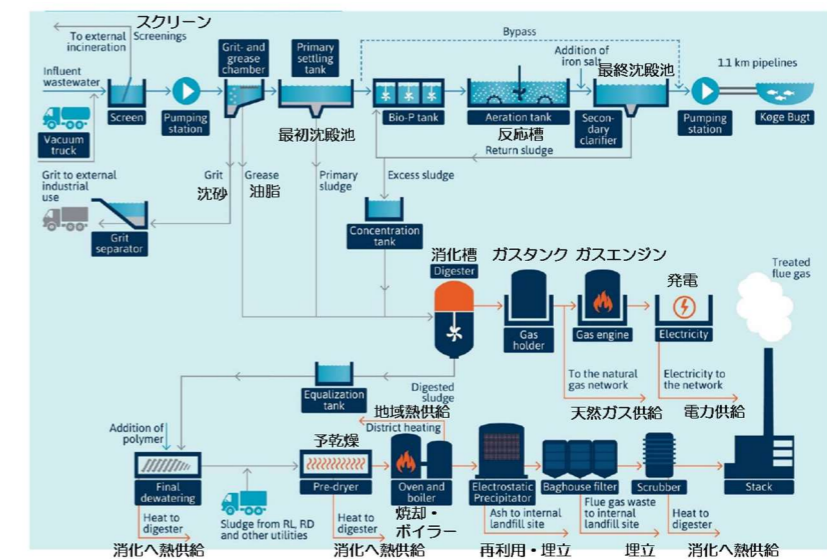 スクリーン
To external
incineration
Screenings
Grit- and
grease
chamber
Primary
settling
tank
Bypass
Addition of
iron salt
最終沈殿池
1.1 km pipelines
Influent
wastewater
Vacuum
truck
Screen
Pumping
station
最初沈殿池
Bio-P tank
Aeration tank
反応槽
Secon-
dary
clarifier
Pumping
station
Køge Bugt
Return sludge
Grit to external
industrial
use
Grit
沈砂
Grease
油脂
Primary
sludge
Excess sludge
Grit
separator
Concentration
tank
消化槽
Digester
ガスタンク
ガスエンジン
発電
Treated
flue gas
Gas
holder
Gas engine
Electricity
To the natural
gas network
天然ガス供給
Electricity to
the network
電力供給
Equalization
tank
Digested
sludge
地域熱供給
District heating
Addition of
polymer
予乾燥
Final
dewatering
Pre-dryer
Oven and
boiler
焼却・
ボイラー
Electrostatic
Precipitator
Baghouse filter
Scrubber
Stack
Heat to
digester
消化へ熱供給
Sludge from RL, RD
and other utilities
Heat to
digester
消化へ熱供給
Ash to internal
landfill site
再利用・埋立
Flue gas waste
to internal
landfill site
埋立
Heat to
digester
消化へ熱供給